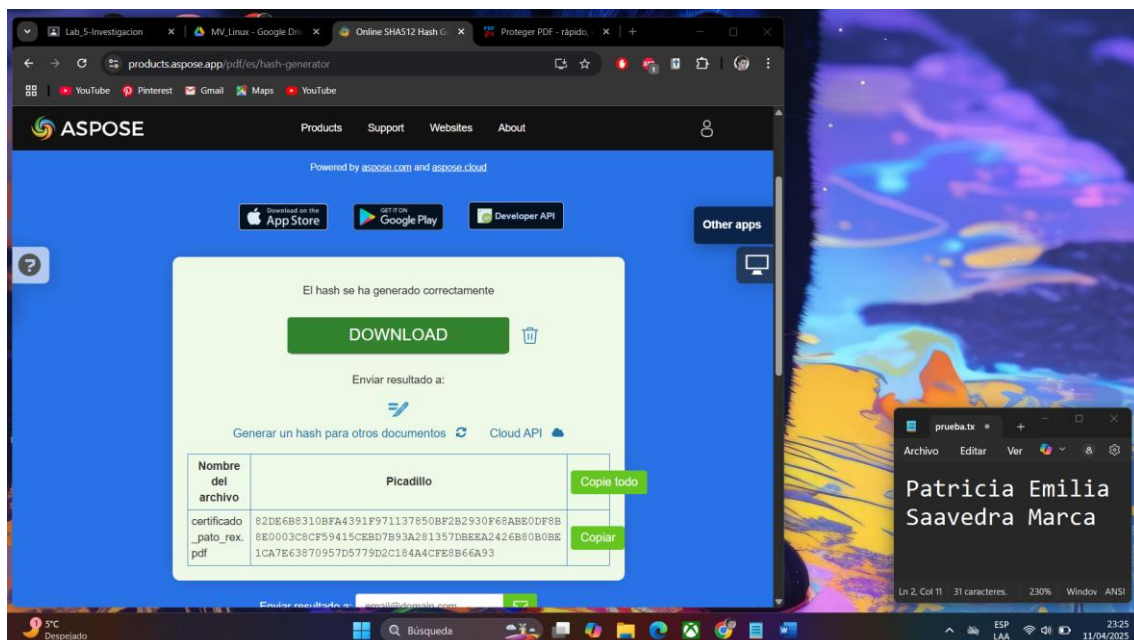 Lab_5-Investigacion
MV_Linux - Google Dri
Online SHA512 Hash G
Proteger PDF - rápido,
products.aspose.app/pdf/es/hash-generator
YouTube Pinterest Gmail Maps YouTube
ASPOSE Products Support Websites About
Powered by aspose.com and aspose.cloud
Download on the App Store
GET IT ON Google Play
Developer API
Other apps
El hash se ha generado correctamente
DOWNLOAD
Enviar resultado a:
Generar un hash para otros documentos Cloud API
Nombre del archivo
Picadillo
Copie todo
certificado_pato_rex.pdf
82DE6B8310BFA4391F971137850BF2B2930F68ABE0DF8B
8E0003C8CF59415CEBD7B93A281357DBEEA2426B80B0BE
1CA7E63870957D5779D2C184A4CFE8B66A93
Copiar
Enviar resultado a: email@domain.com
prueba.tx
Archivo Editar Ver
Patricia Emilia
Saavedra Marca
Ln 2, Col 11 31 caracteres. 230% Window ANSI
5°C
Despejado
Búsqueda
ESP
LAA
23:25
11/04/2025